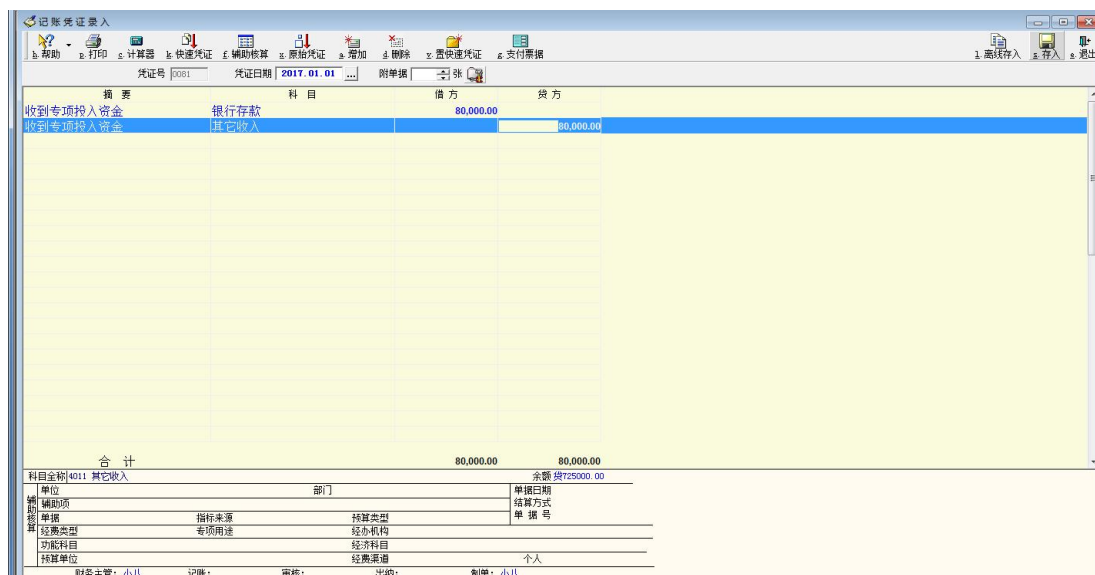 记账凭证录入
h.帮助 p.打印 c.计算器 k.快速凭证 f.辅助核算 x.原始凭证 a.增加 d.删除 v.置快速凭证 g.支付票据 l.离线存入 s.存入 e.退出
凭证号 0081 凭证日期 2017.01.01 ... 附单据 张
摘 要 科 目 借 方 贷 方
收到专项投入资金 银行存款 80,000.00
收到专项投入资金 其它收入 80,000.00
合 计 80,000.00 80,000.00
科目全称 4011 其它收入 余额 贷725000.00
辅助核算
单位 部门 单据日期
辅助项 结算方式
单据 指标来源 预算类型 单 据 号
经费类型 专项用途 经办机构
功能科目 经济科目
预算单位 经费渠道 个人
财务主管: 小儿 记账: 审核: 出纳: 制单: 小儿